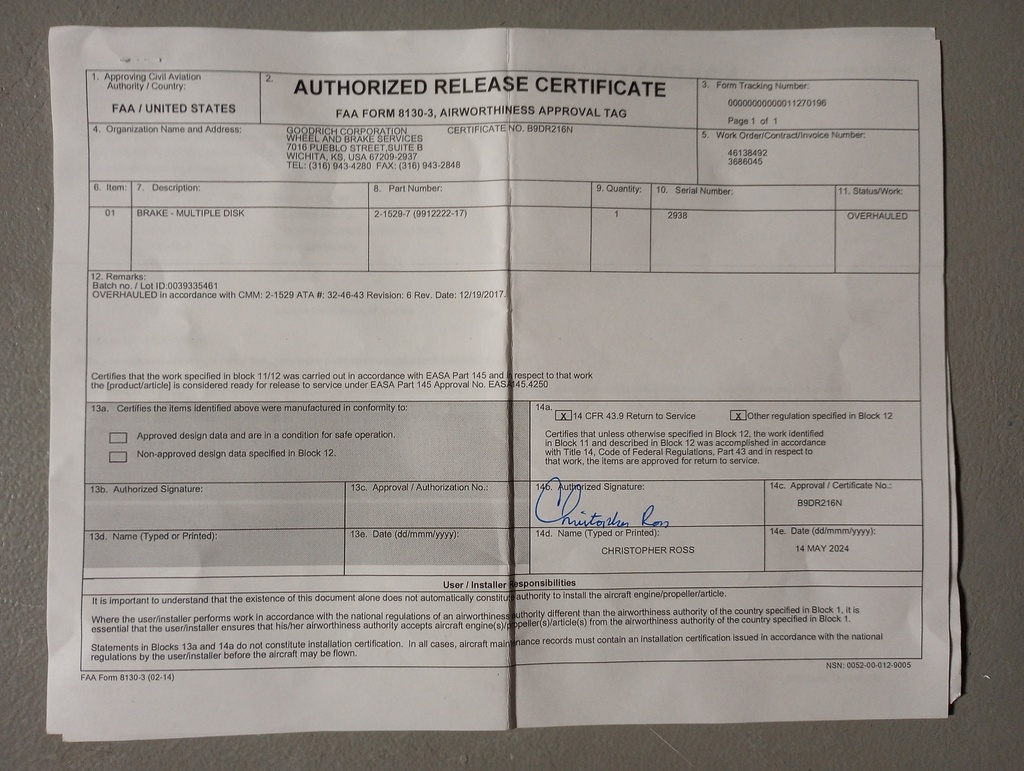 1. Approving Civil Aviation
Authority / Country:
FAA / UNITED STATES
2.
AUTHORIZED RELEASE CERTIFICATE
FAA FORM 8130-3, AIRWORTHINESS APPROVAL TAG
3. Form Tracking Number:
00000000000011270196
Page 1 of 1
4. Organization Name and Address:
GOODRICH CORPORATION CERTIFICATE NO. B9DR216N
WHEEL AND BRAKE SERVICES
7016 PUEBLO STREET,SUITE B
WICHITA, KS, USA 67209-2937
TEL: (316) 943-4280 FAX: (316) 943-2848
5. Work Order/Contract/Invoice Number:
46138492
3686045
6. Item: 7. Description: 8. Part Number: 9. Quantity: 10. Serial Number: 11. Status/Work:
01 BRAKE - MULTIPLE DISK 2-1529-7 (9912222-17) 1 2938 OVERHAULED
12. Remarks:
Batch no. / Lot ID:0039335461
OVERHAULED in accordance with CMM: 2-1529 ATA #: 32-46-43 Revision: 6 Rev. Date: 12/19/2017.
Certifies that the work specified in block 11/12 was carried out in accordance with EASA Part 145 and in respect to that work
the [product/article] is considered ready for release to service under EASA Part 145 Approval No. EASA145.4250
13a. Certifies the items identified above were manufactured in conformity to:
Approved design data and are in a condition for safe operation.
Non-approved design data specified in Block 12.
14a.
X 14 CFR 43.9 Return to Service X Other regulation specified in Block 12
Certifies that unless otherwise specified in Block 12, the work identified
in Block 11 and described in Block 12 was accomplished in accordance
with Title 14, Code of Federal Regulations, Part 43 and in respect to
that work, the items are approved for return to service.
13b. Authorized Signature: 13c. Approval / Authorization No.:
14b. Authorized Signature:
Christopher Ross
14c. Approval / Certificate No.:
B9DR216N
13d. Name (Typed or Printed): 13e. Date (dd/mmm/yyyy):
14d. Name (Typed or Printed):
CHRISTOPHER ROSS
14e. Date (dd/mmm/yyyy):
14 MAY 2024
User / Installer Responsibilities
It is important to understand that the existence of this document alone does not automatically constitute authority to install the aircraft engine/propeller/article.
Where the user/installer performs work in accordance with the national regulations of an airworthiness authority different than the airworthiness authority of the country specified in Block 1, it is
essential that the user/installer ensures that his/her airworthiness authority accepts aircraft engine(s)/propeller(s)/article(s) from the airworthiness authority of the country specified in Block 1.
Statements in Blocks 13a and 14a do not constitute installation certification. In all cases, aircraft maintenance records must contain an installation certification issued in accordance with the national
regulations by the user/installer before the aircraft may be flown.
FAA Form 8130-3 (02-14) NSN: 0052-00-012-9005